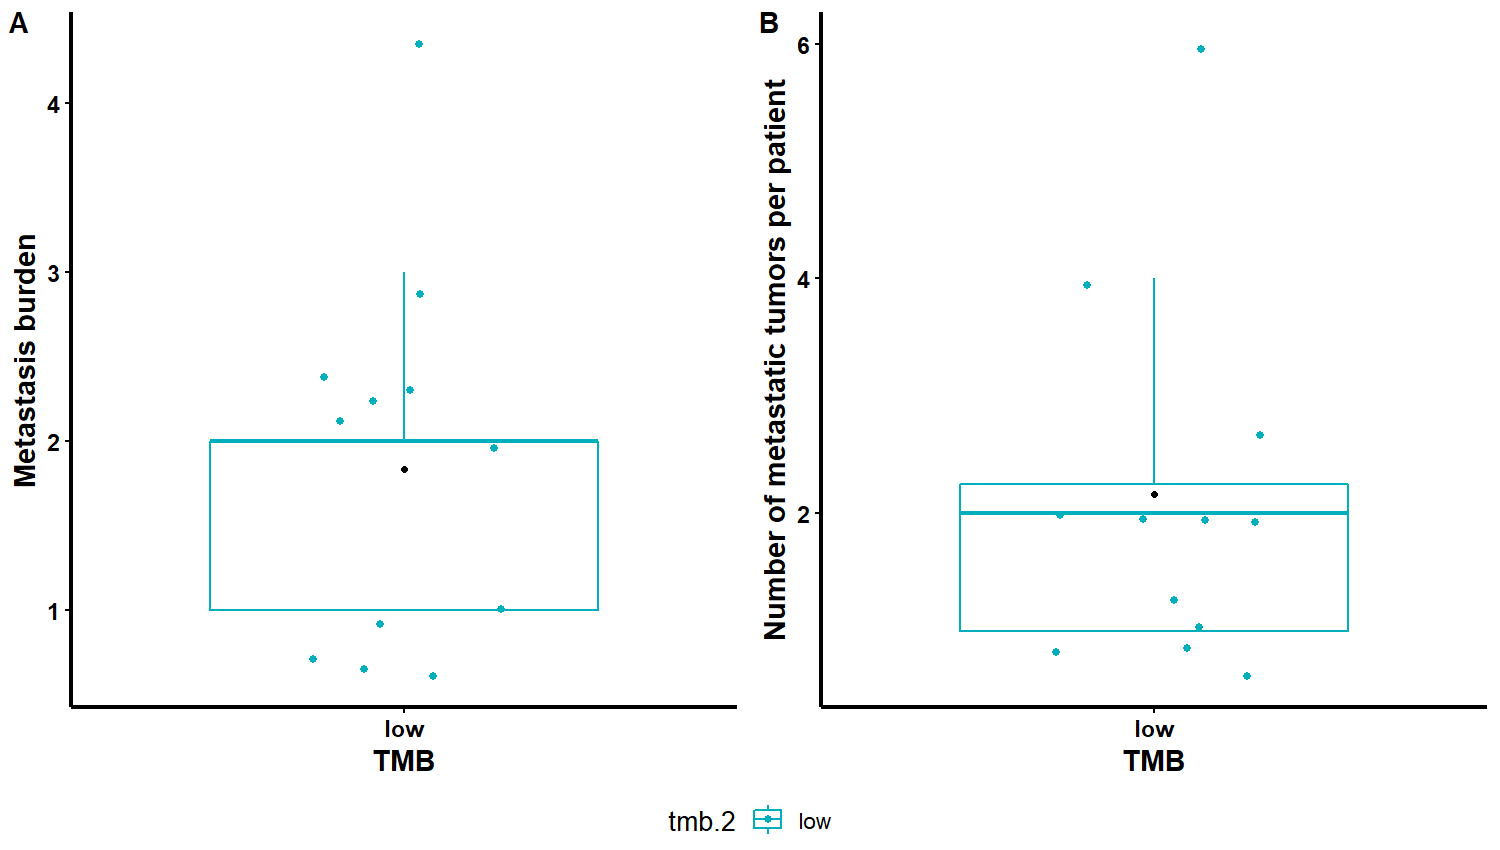 A
Metastasis burden
4
3
2
1
low
TMB
B
Number of metastatic tumors per patient
6
4
2
low
TMB
tmb.2 low